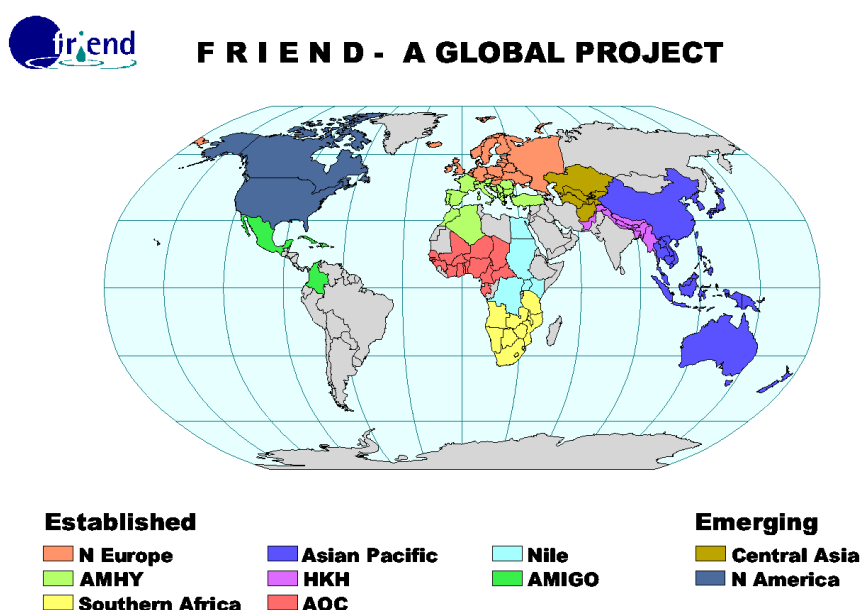 friend
F R I E N D - A GLOBAL PROJECT
Established
Emerging
N Europe
Asian Pacific
Nile
Central Asia
AMHY
HKH
AMIGO
N America
Southern Africa
AOC